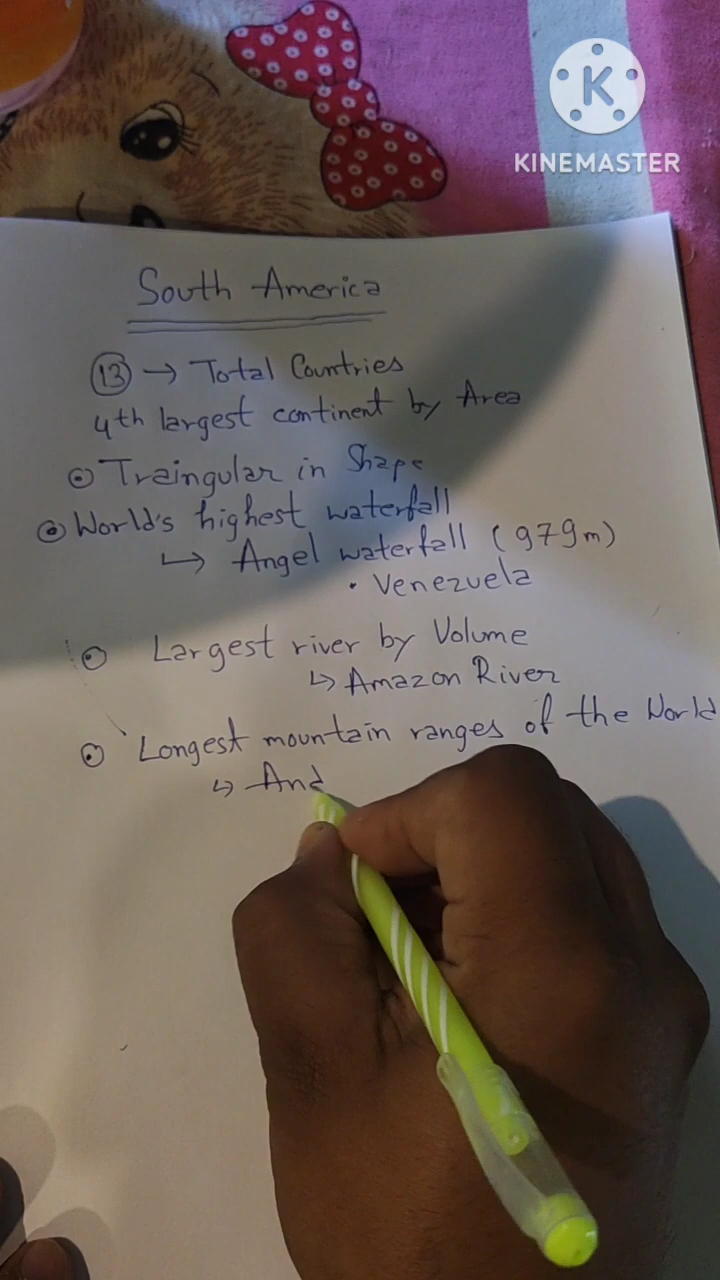 KINEMASTER
South America
13 → Total Countries
4th largest continent by Area
Traingular in Shape
World's highest waterfall
↳ Angel waterfall (979m)
• Venezuela
Largest river by Volume
↳ Amazon River
Longest mountain ranges of the World
↳ And